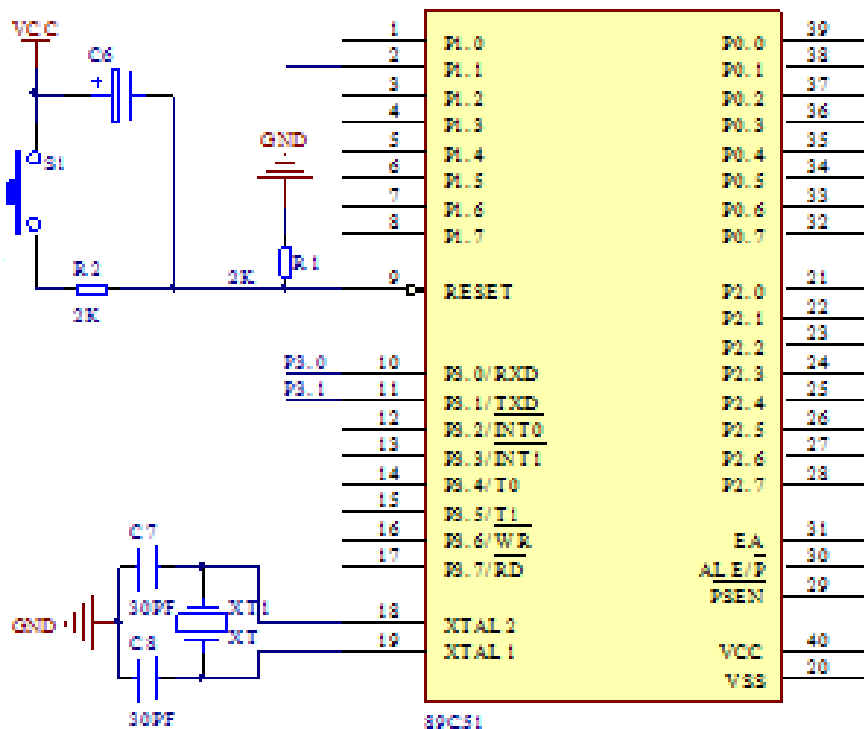 VCC
C6
+
S1
R2
2K
2K
GND
R1
1
2
3
4
5
6
7
8
9
10
11
12
13
14
15
16
17
18
19
P3.0
P3.1
P1.0
P1.1
P1.2
P1.3
P1.4
P1.5
P1.6
P1.7
RESET
P3.0/RXD
P3.1/TXD
P3.2/INT0
P3.3/INT1
P3.4/T0
P3.5/T1
P3.6/WR
P3.7/RD
XTAL2
XTAL1
P0.0
P0.1
P0.2
P0.3
P0.4
P0.5
P0.6
P0.7
P2.0
P2.1
P2.2
P2.3
P2.4
P2.5
P2.6
P2.7
EA
ALE/P
PSEN
VCC
VSS
39
38
37
36
35
34
33
32
21
22
23
24
25
26
27
28
31
30
29
40
20
C7
30PF
XT1
XT
GND
C8
30PF
89C51